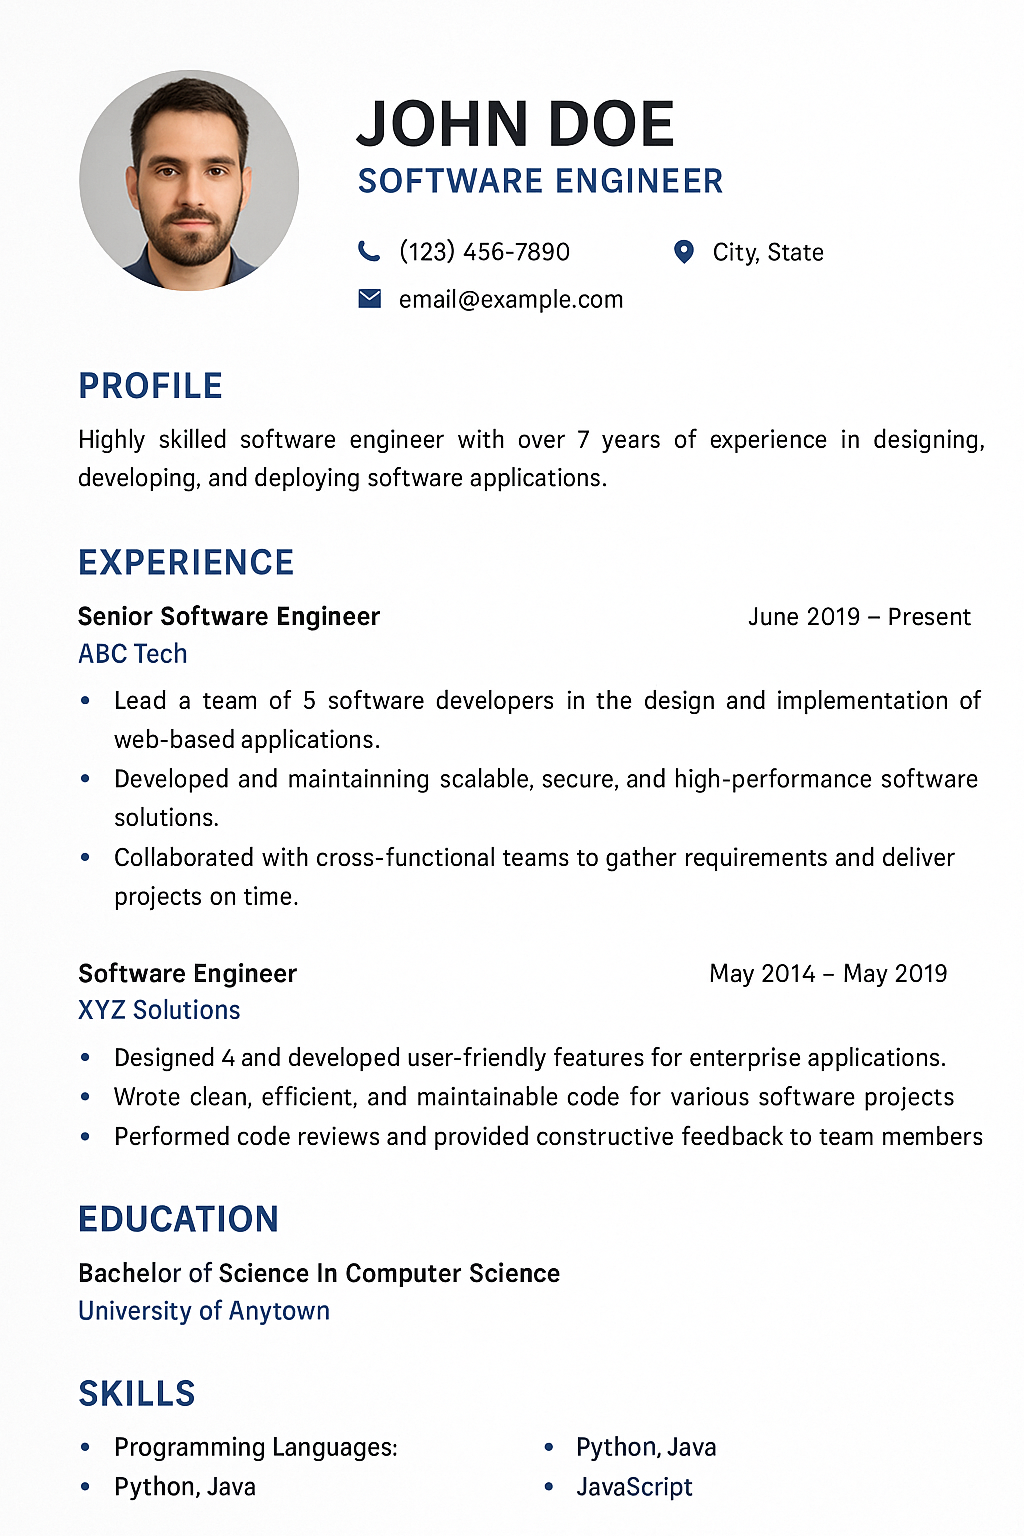 JOHN DOE
SOFTWARE ENGINEER
(123) 456-7890
City, State
email@example.com
PROFILE
Highly skilled software engineer with over 7 years of experience in designing,
developing, and deploying software applications.
EXPERIENCE
Senior Software Engineer
June 2019 – Present
ABC Tech
• Lead a team of 5 software developers in the design and implementation of
web-based applications.
• Developed and maintainning scalable, secure, and high-performance software
solutions.
• Collaborated with cross-functional teams to gather requirements and deliver
projects on time.
Software Engineer
May 2014 – May 2019
XYZ Solutions
• Designed 4 and developed user-friendly features for enterprise applications.
• Wrote clean, efficient, and maintainable code for various software projects
• Performed code reviews and provided constructive feedback to team members
EDUCATION
Bachelor of Science In Computer Science
University of Anytown
SKILLS
• Programming Languages:
• Python, Java
• Python, Java
• JavaScript